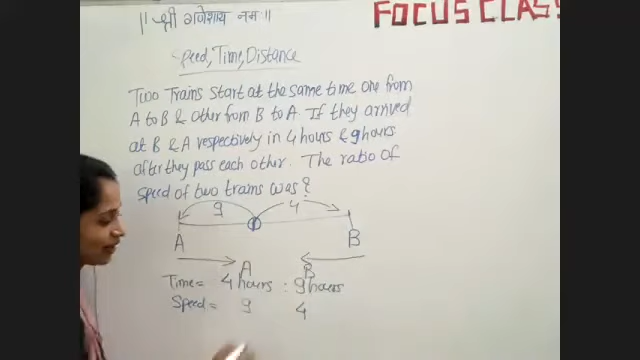 || श्री गणेशाय नमः ||
FOCUS CLASS
Speed, Time, Distance
Two Trains start at the same time one from
A to B & other from B to A. If they arrived
at B & A respectively in 4 hours & 9 hours
after they pass each other. The ratio of
speed of two trains was?
9 4
A B
A B
Time = 4 hours : 9 hours
Speed = 9 4